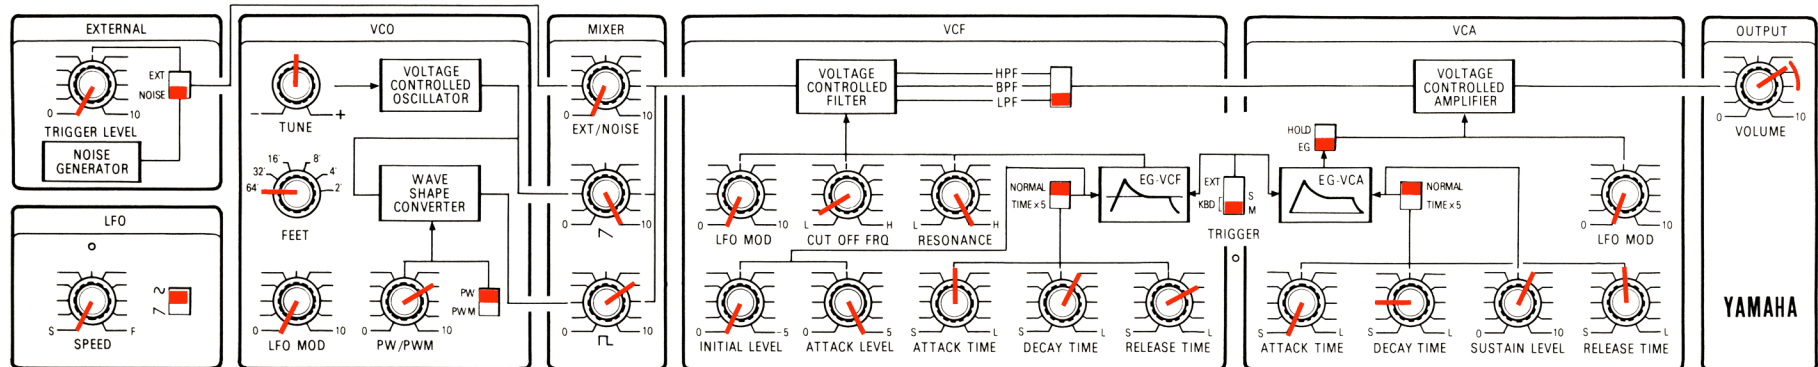 EXTERNAL
EXT
NOISE
0 10
TRIGGER LEVEL
NOISE
GENERATOR
LFO
S F
SPEED
VCO
- +
TUNE
VOLTAGE
CONTROLLED
OSCILLATOR
64' 32' 16' 8' 4' 2'
FEET
WAVE
SHAPE
CONVERTER
0 10
LFO MOD
0 10
PW/PWM
PW
PWM
MIXER
0 10
EXT/NOISE
0 10
0 10
VCF
VOLTAGE
CONTROLLED
FILTER
HPF
BPF
LPF
0 10
LFO MOD
L H
CUT OFF FRQ
L H
RESONANCE
NORMAL
TIME x 5
EG-VCF
EXT
KBD
S
M
TRIGGER
0 -5
INITIAL LEVEL
0 5
ATTACK LEVEL
S L
ATTACK TIME
S L
DECAY TIME
S L
RELEASE TIME
VCA
VOLTAGE
CONTROLLED
AMPLIFIER
HOLD
EG
EG-VCA
NORMAL
TIME x 5
0 10
LFO MOD
S L
ATTACK TIME
S L
DECAY TIME
0 10
SUSTAIN LEVEL
S L
RELEASE TIME
OUTPUT
0 10
VOLUME
YAMAHA